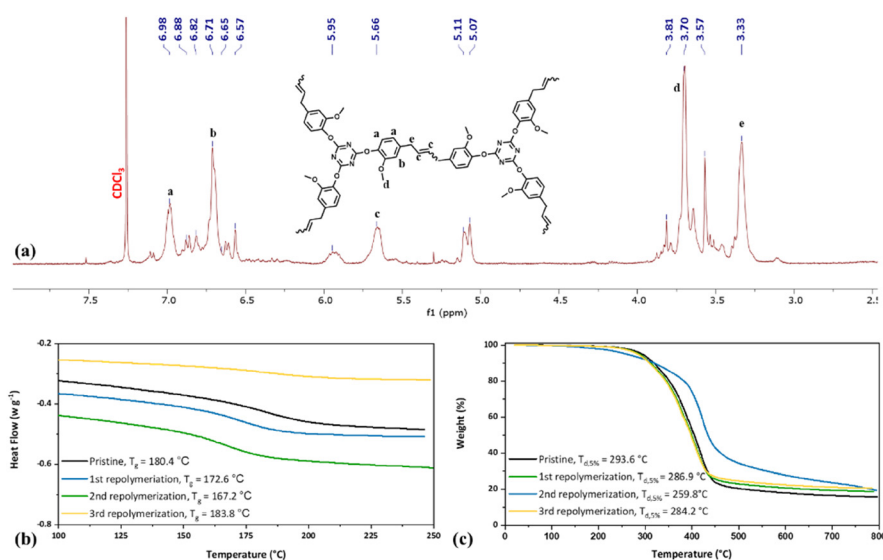 6.98 6.88 6.82 6.71 6.65 6.57 5.95 5.66 5.11 5.07 3.81 3.70 3.57 3.33
CDCl3
a
b
c
d
e
O
O
O
O
N N
N
O
O
a a
e
c
c
b
O
d
O
O
N N
N
O
O
O
O
(a)
7.5 7.0 6.5 6.0 5.5 5.0 4.5 4.0 3.5 3.0 2.5
f1 (ppm)
Heat Flow (w g-1)
-0.2
-0.4
-0.6
-0.8
Pristine, Tg = 180.4 °C
1st repolymeriation, Tg = 172.6 °C
2nd repolymerization, Tg = 167.2 °C
3rd repolymerization, Tg = 183.8 °C
(b)
100 125 150 175 200 225 250
Temperature (°C)
Weight (%)
100
80
60
40
20
0
Pristine, Td,5% = 293.6 °C
1st repolymerization, Td,5% = 286.9 °C
2nd repolymerization, Td,5% = 259.8°C
3rd repolymerization, Td,5% = 284.2 °C
(c)
0 100 200 300 400 500 600 700 800
Temperature (°C)